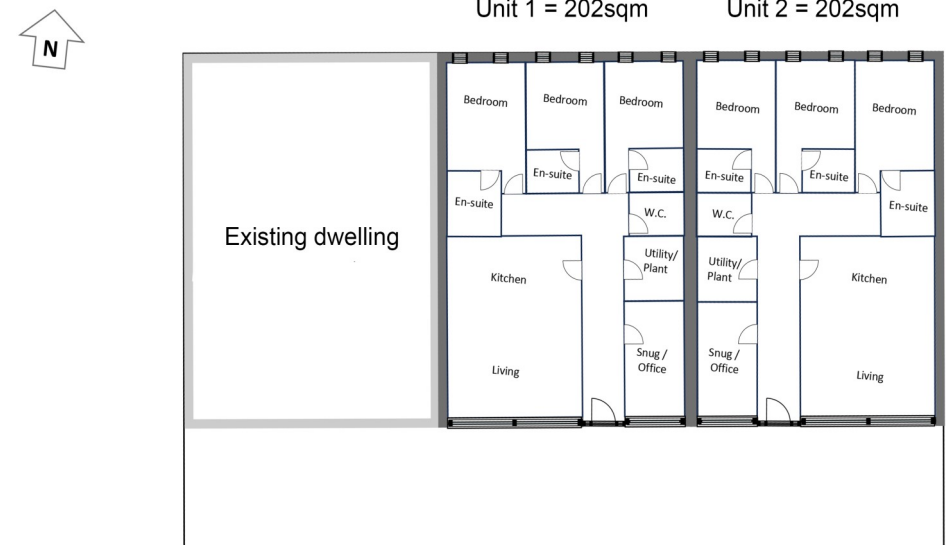 Unit 1 = 202sqm
Unit 2 = 202sqm
N
Bedroom
Bedroom
Bedroom
Bedroom
Bedroom
Bedroom
En-suite
En-suite
En-suite
En-suite
En-suite
En-suite
W.C.
W.C.
Existing dwelling
Kitchen
Utility/
Plant
Utility/
Plant
Kitchen
Living
Snug /
Office
Snug /
Office
Living